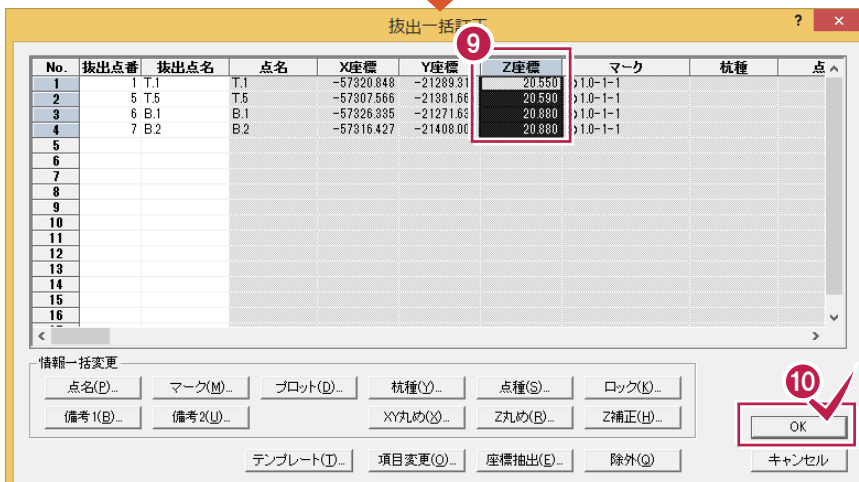 抜出一括訂正
? ×
9
No. 抜出点番 抜出点名 点名 X座標 Y座標 Z座標 マーク 杭種 点
1 1 T.1 T.1 -57320.848 -21289.31 20.550 1.0-1-1
2 5 T.5 T.5 -57307.566 -21381.66 20.590 1.0-1-1
3 6 B.1 B.1 -57326.335 -21271.63 20.880 1.0-1-1
4 7 B.2 B.2 -57316.427 -21408.00 20.880 1.0-1-1
5
6
7
8
9
10
11
12
13
14
15
16
情報一括変更
点名(P)... マーク(M)... プロット(D)... 杭種(Y)... 点種(S)... ロック(K)...
10
備考1(B)... 備考2(U)... XY丸め(X)... Z丸め(R)... Z補正(H)...
OK
テンプレート(T)... 項目変更(O)... 座標抽出(E)... 除外(Q) キャンセル